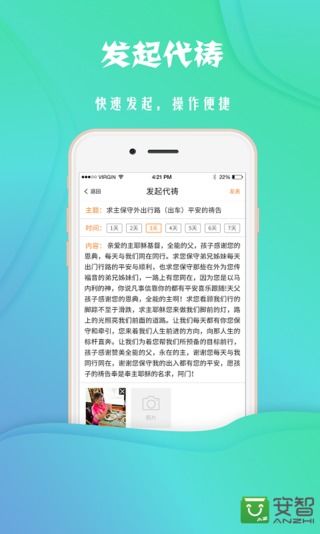 发起代祷
快速发起，操作便捷
●●●○○ VIRGIN 4:21 PM 22%
返回 发起代祷 发表
主题： 求主保守外出行路（出车）平安的祷告
时间： 1天 2天 3天 4天 5天 6天 7天
内容： 亲爱的主耶稣基督，全能的父，孩子感谢您的
恩典，每天与我们同在同行。求您保守弟兄姊妹每天
出门行路的平安与顺利，也求您保守那些在外为您传
福音的弟兄姊妹们，一路上有您同在，因为您是以马
内利的神，你说凡事信靠你的都有平安喜乐跟随!天父
孩子感谢您的恩典，全能的主啊！求您看顾我们行的
脚踪不至于滑跌，求主耶稣您来做我们脚前的灯，路
上的光照亮我们前面的道路。让我们每天都有你您保
守和牵引，您来着我们人生前进的方向，向那人生的
标杆直奔。让我们为着您帮我们所预备的目标前行，
孩子感谢赞美全能的父，永在的主，谢谢您每天与我
同行同在，谢谢您保守我的出入都有您的平安，愿孩
子的祷告奉是奉主耶稣的名求，阿门！
照片
安智
ANZHI